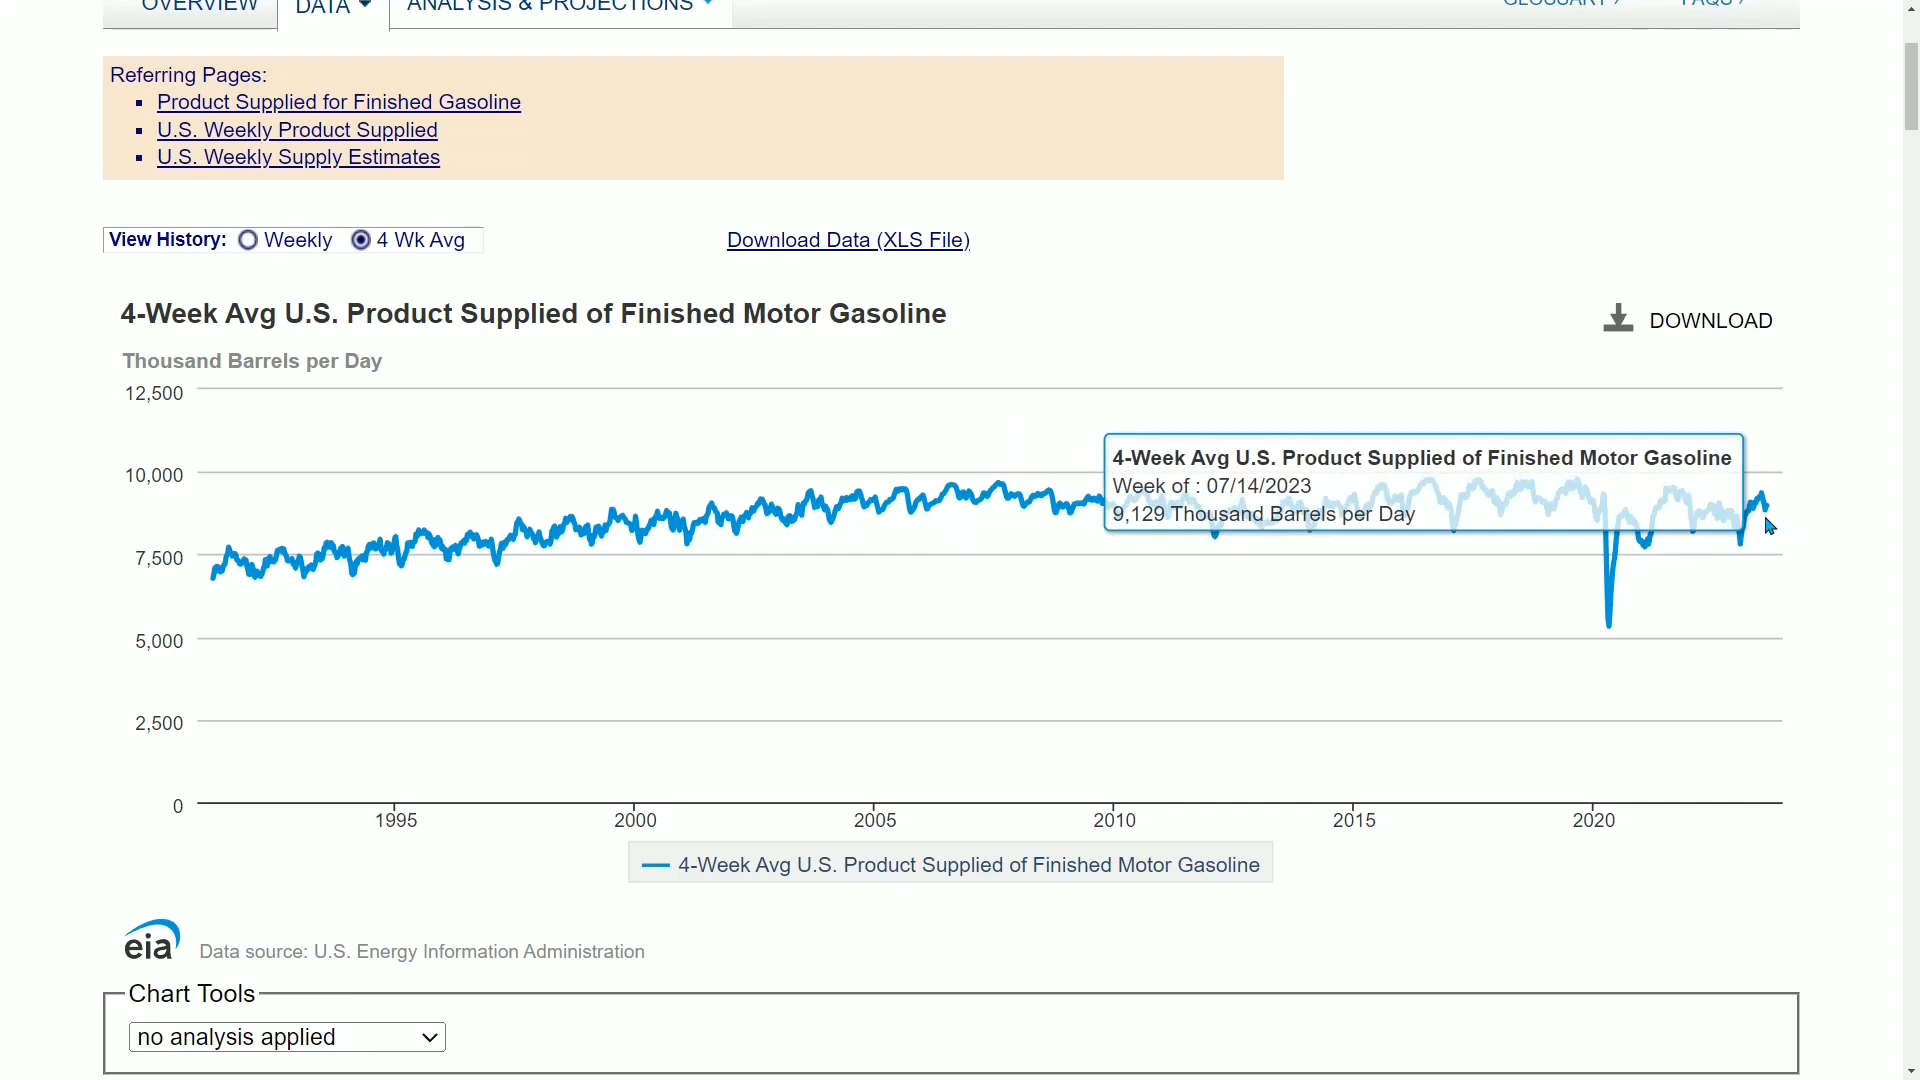 OVERVIEW DATA ANALYSIS & PROJECTIONS GLOSSARY › FAQS ›
Referring Pages:
Product Supplied for Finished Gasoline
U.S. Weekly Product Supplied
U.S. Weekly Supply Estimates
View History: Weekly 4 Wk Avg Download Data (XLS File)
4-Week Avg U.S. Product Supplied of Finished Motor Gasoline
DOWNLOAD
Thousand Barrels per Day
12,500
10,000
7,500
5,000
2,500
0
4-Week Avg U.S. Product Supplied of Finished Motor Gasoline
Week of : 07/14/2023
9,129 Thousand Barrels per Day
1995 2000 2005 2010 2015 2020
4-Week Avg U.S. Product Supplied of Finished Motor Gasoline
eia Data source: U.S. Energy Information Administration
Chart Tools
no analysis applied